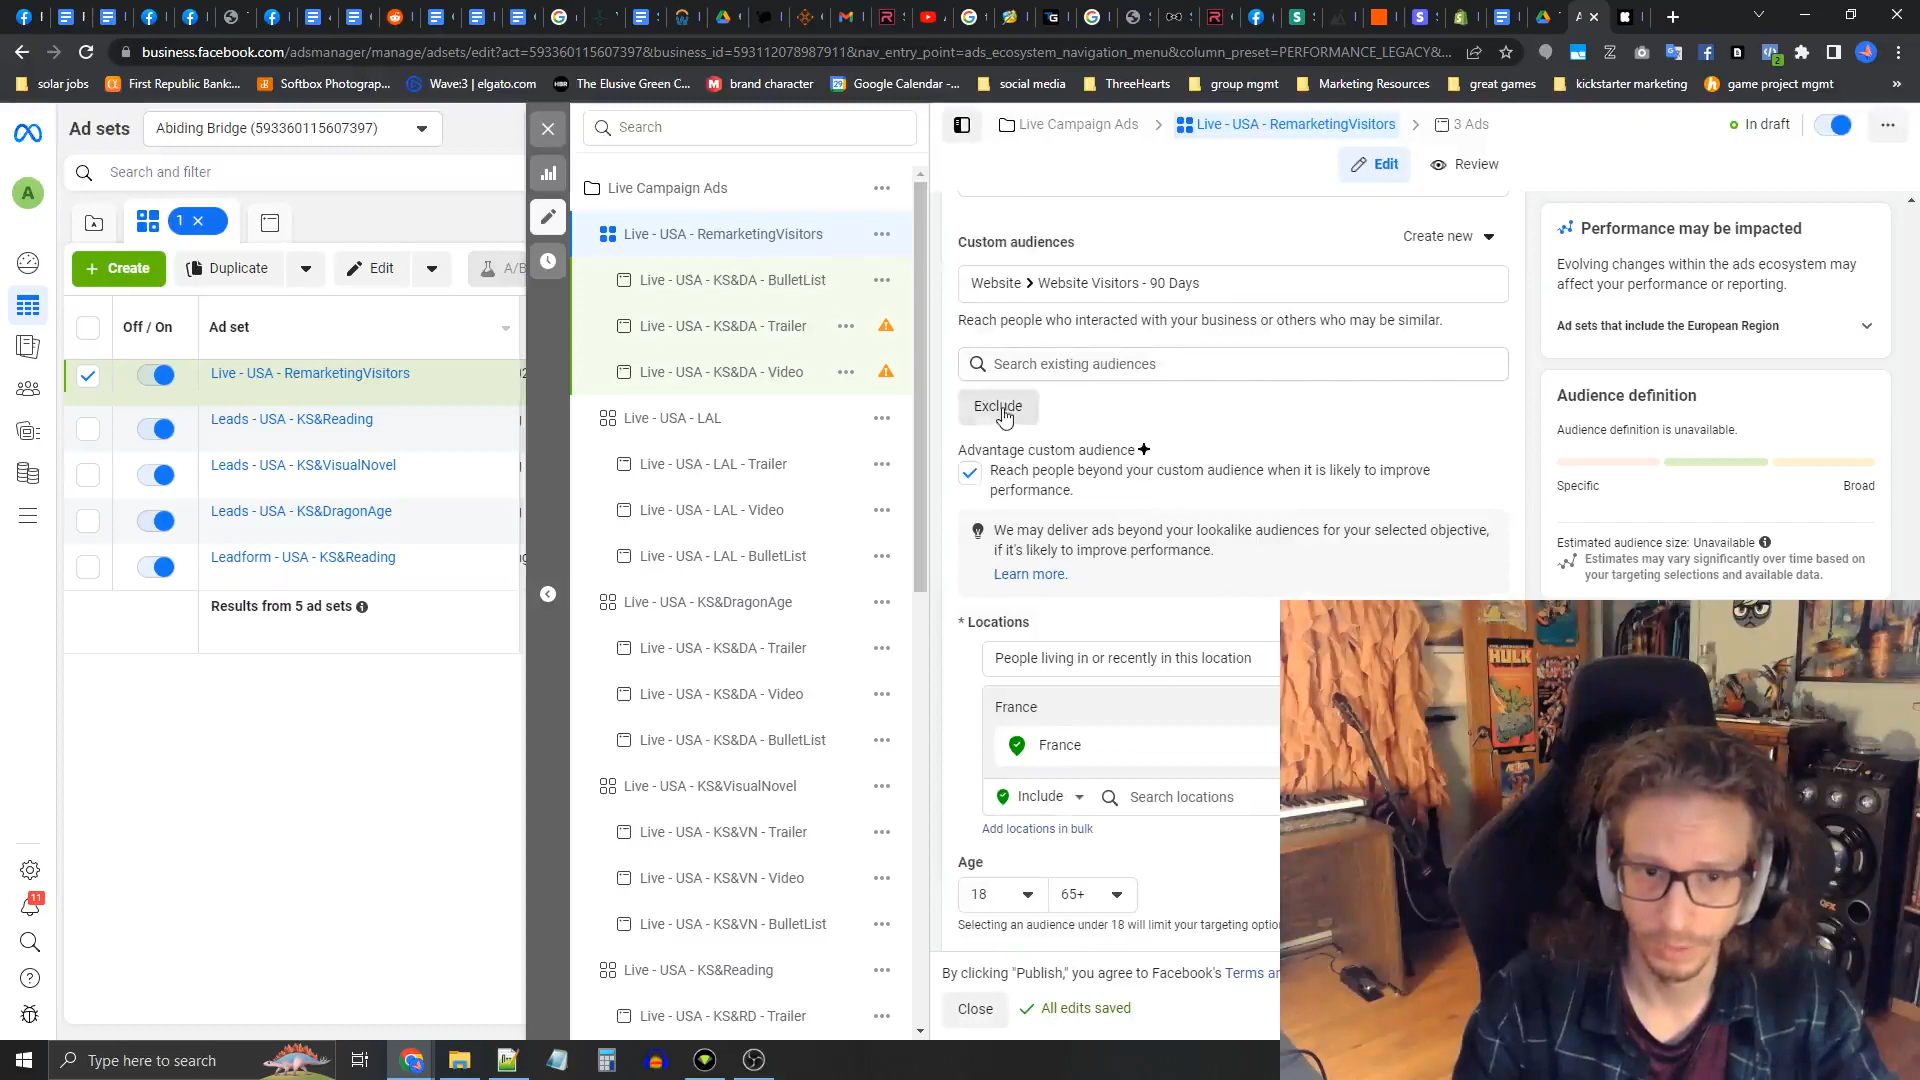 business.facebook.com/adsmanager/manage/adsets/edit?act=593360115607397&business_id=593112078987911&nav_entry_point=ads_ecosystem_navigation_menu&column_preset=PERFORMANCE_LEGACY&...
solar jobs
First Republic Bank:...
Softbox Photograp...
Wave:3 | elgato.com
The Elusive Green C...
brand character
Google Calendar -...
social media
ThreeHearts
group mgmt
Marketing Resources
great games
kickstarter marketing
game project mgmt
Ad sets
Abiding Bridge (593360115607397)
Search and filter
A
1
Create
Duplicate
Edit
A/B
Off / On
Ad set
Live - USA - RemarketingVisitors
Leads - USA - KS&Reading
Leads - USA - KS&VisualNovel
Leads - USA - KS&DragonAge
Leadform - USA - KS&Reading
Results from 5 ad sets
11
Search
Live Campaign Ads
Live - USA - RemarketingVisitors
Live - USA - KS&DA - BulletList
Live - USA - KS&DA - Trailer
Live - USA - KS&DA - Video
Live - USA - LAL
Live - USA - LAL - Trailer
Live - USA - LAL - Video
Live - USA - LAL - BulletList
Live - USA - KS&DragonAge
Live - USA - KS&DA - Trailer
Live - USA - KS&DA - Video
Live - USA - KS&DA - BulletList
Live - USA - KS&VisualNovel
Live - USA - KS&VN - Trailer
Live - USA - KS&VN - Video
Live - USA - KS&VN - BulletList
Live - USA - KS&Reading
Live - USA - KS&RD - Trailer
Live Campaign Ads
Live - USA - RemarketingVisitors
3 Ads
In draft
Edit
Review
Custom audiences
Create new
Website > Website Visitors - 90 Days
Reach people who interacted with your business or others who may be similar.
Search existing audiences
Exclude
Advantage custom audience
Reach people beyond your custom audience when it is likely to improve
performance.
We may deliver ads beyond your lookalike audiences for your selected objective,
if it's likely to improve performance.
Learn more.
* Locations
People living in or recently in this location
France
France
Include
Search locations
Add locations in bulk
Age
18
65+
Selecting an audience under 18 will limit your targeting optio
By clicking "Publish," you agree to Facebook's Terms a
Close
All edits saved
Performance may be impacted
Evolving changes within the ads ecosystem may
affect your performance or reporting.
Ad sets that include the European Region
Audience definition
Audience definition is unavailable.
Specific
Broad
Estimated audience size: Unavailable
Estimates may vary significantly over time based on
your targeting selections and available data.
HULK
Type here to search